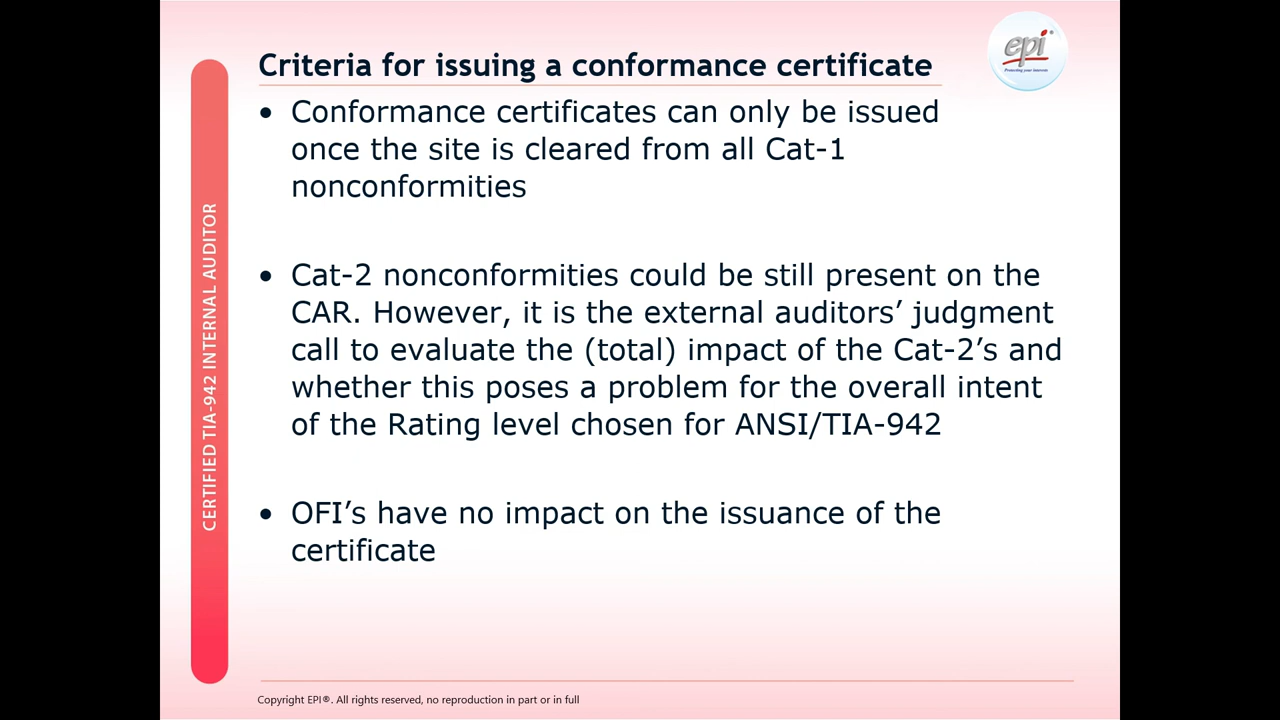 Criteria for issuing a conformance certificate
epi®
Protecting your interests
• Conformance certificates can only be issued
once the site is cleared from all Cat-1
nonconformities
• Cat-2 nonconformities could be still present on the
CAR. However, it is the external auditors’ judgment
call to evaluate the (total) impact of the Cat-2’s and
whether this poses a problem for the overall intent
of the Rating level chosen for ANSI/TIA-942
• OFI’s have no impact on the issuance of the
certificate
CERTIFIED TIA-942 INTERNAL AUDITOR
Copyright EPI®. All rights reserved, no reproduction in part or in full